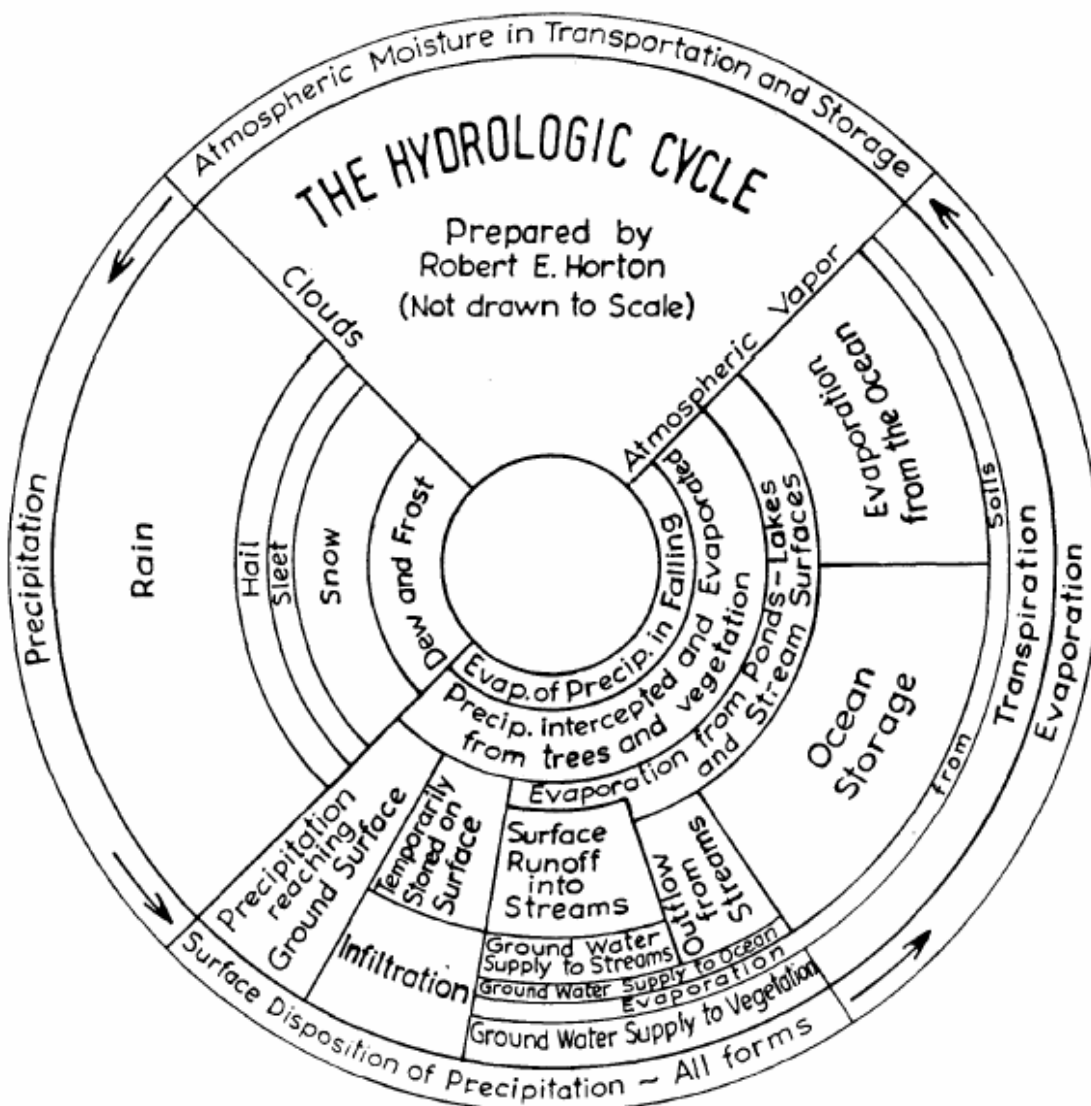 Atmospheric Moisture in Transportation and Storage
THE HYDROLOGIC CYCLE
Prepared by
Robert E. Horton
(Not drawn to Scale)
Clouds
Atmospheric Vapor
Precipitation
Rain
Hail
Sleet
Snow
Dew and Frost
Evap. of Precip. in Falling
Precip. intercepted and Evaporated
from trees and vegetation
Evaporation from Ponds-Lakes
and Stream Surfaces
Evaporation
from the Ocean
Soils
Transpiration
Evaporation
Ocean
Storage
from
Precipitation
reaching
Ground Surface
Temporarily
Stored on
Surface
Infiltration
Surface
Runoff
into
Streams
Outflow
from
Streams
Ground Water
Supply to Streams
Ground Water Supply to Ocean
Evaporation
Ground Water Supply to Vegetation
Surface Disposition of Precipitation ~ All forms